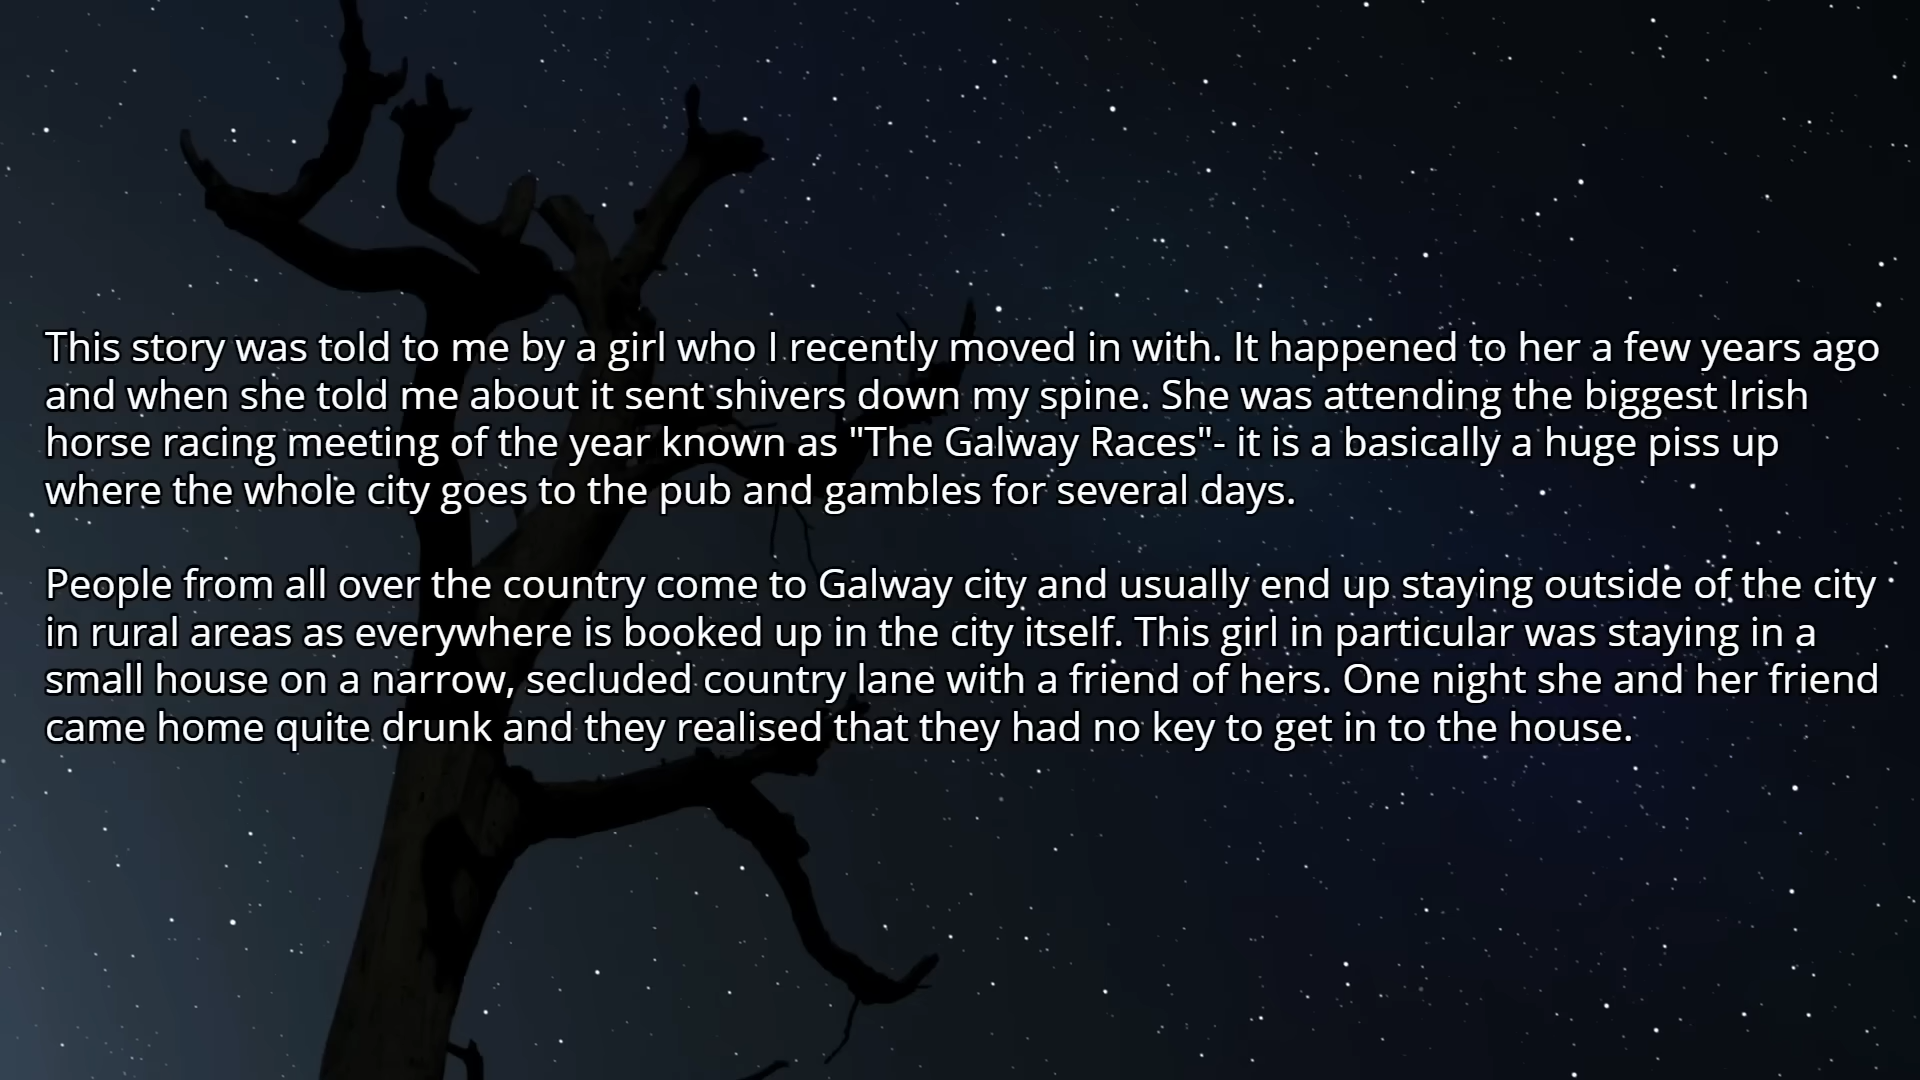 This story was told to me by a girl who I recently moved in with. It happened to her a few years ago
and when she told me about it sent shivers down my spine. She was attending the biggest Irish
horse racing meeting of the year known as "The Galway Races"- it is a basically a huge piss up
where the whole city goes to the pub and gambles for several days.
People from all over the country come to Galway city and usually end up staying outside of the city
in rural areas as everywhere is booked up in the city itself. This girl in particular was staying in a
small house on a narrow, secluded country lane with a friend of hers. One night she and her friend
came home quite drunk and they realised that they had no key to get in to the house.